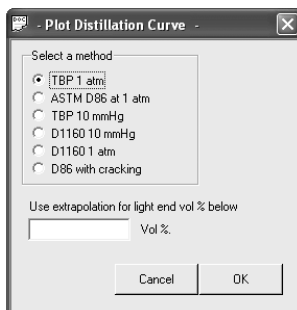 - Plot Distillation Curve -
Select a method
TBP 1 atm
ASTM D86 at 1 atm
TBP 10 mmHg
D1160 10 mmHg
D1160 1 atm
D86 with cracking
Use extrapolation for light end vol % below
Vol %.
Cancel OK